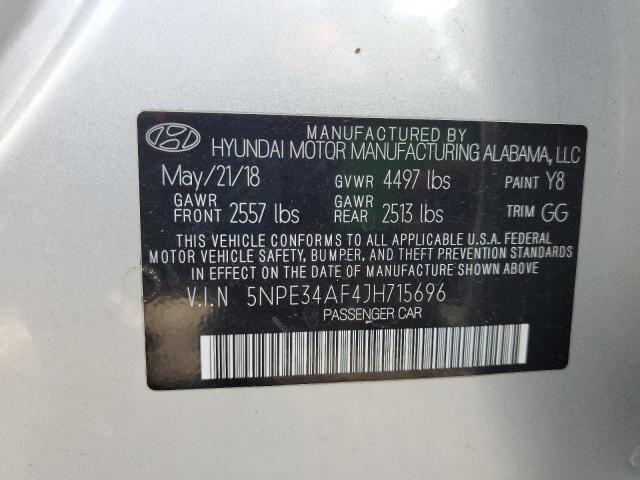 MANUFACTURED BY
HYUNDAI MOTOR MANUFACTURING ALABAMA, LLC
May/21/18 GVWR 4497 lbs PAINT Y8
GAWR FRONT 2557 lbs GAWR REAR 2513 lbs TRIM GG
THIS VEHICLE CONFORMS TO ALL APPLICABLE U.S.A. FEDERAL
MOTOR VEHICLE SAFETY, BUMPER, AND THEFT PREVENTION STANDARDS
IN EFFECT ON THE DATE OF MANUFACTURE SHOWN ABOVE.
V.I.N 5NPE34AF4JH715696
PASSENGER CAR